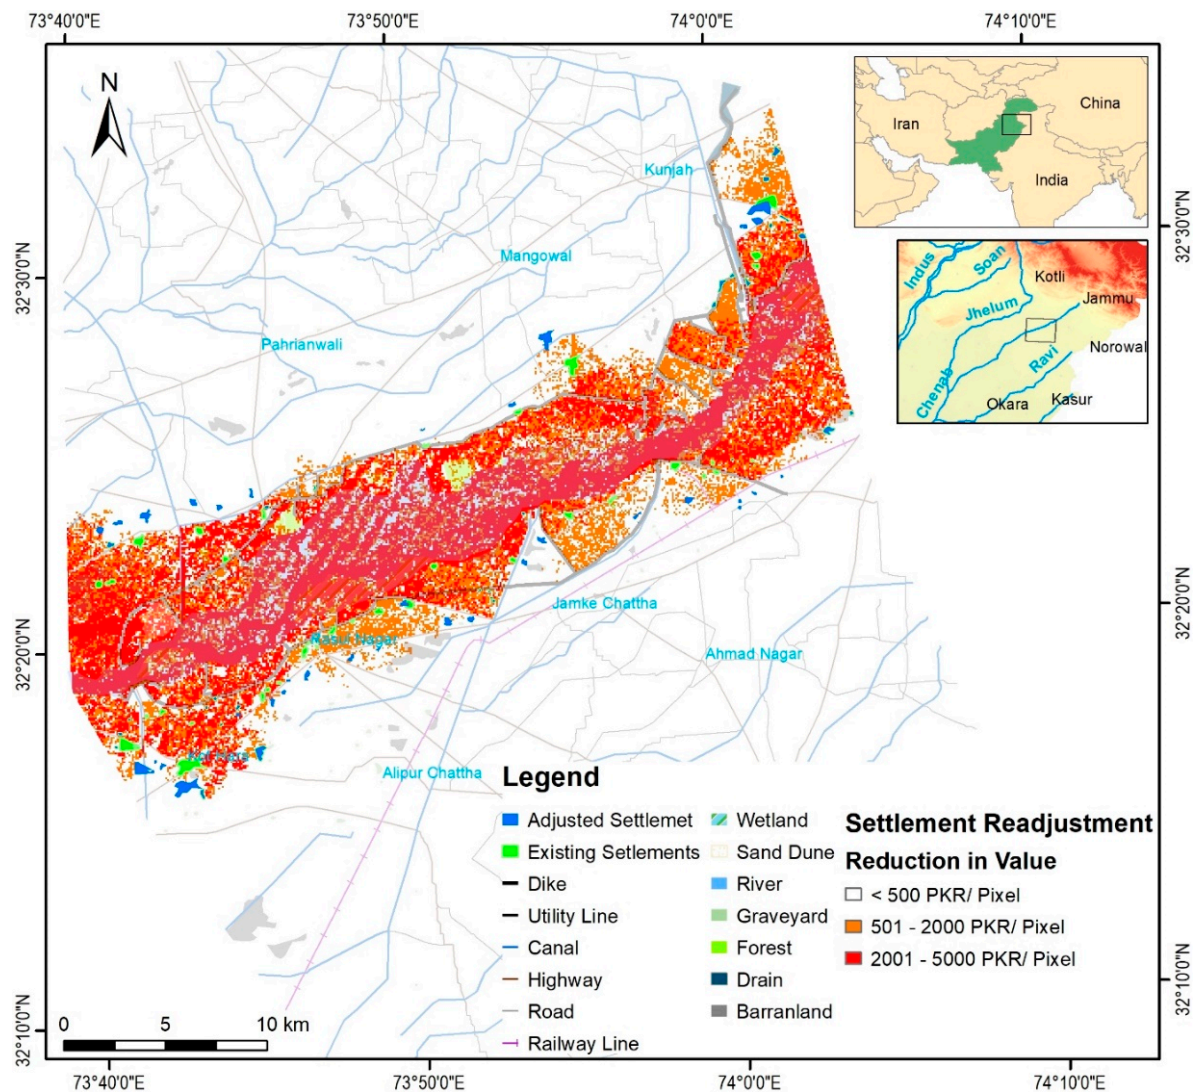 73°40'0"E
73°50'0"E
74°0'0"E
74°10'0"E
N
32°30'0"N
32°20'0"N
32°10'0"N
Kunjah
Mangowal
Pahrianwali
Jamke Chattha
Ahmad Nagar
Rasul Nagar
Alipur Chattha
Iran
China
India
Indus
Soan
Kotli
Jhelum
Jammu
Norowal
Ravi
Chenab
Okara
Kasur
32°30'0"N
32°20'0"N
32°10'0"N
Legend
Adjusted Settlemet
Existing Setlements
Dike
Utility Line
Canal
Highway
Road
Railway Line
Wetland
Sand Dune
River
Graveyard
Forest
Drain
Barranland
Settlement Readjustment
Reduction in Value
< 500 PKR/ Pixel
501 - 2000 PKR/ Pixel
2001 - 5000 PKR/ Pixel
0 5 10 km
73°40'0"E
73°50'0"E
74°0'0"E
74°10'0"E